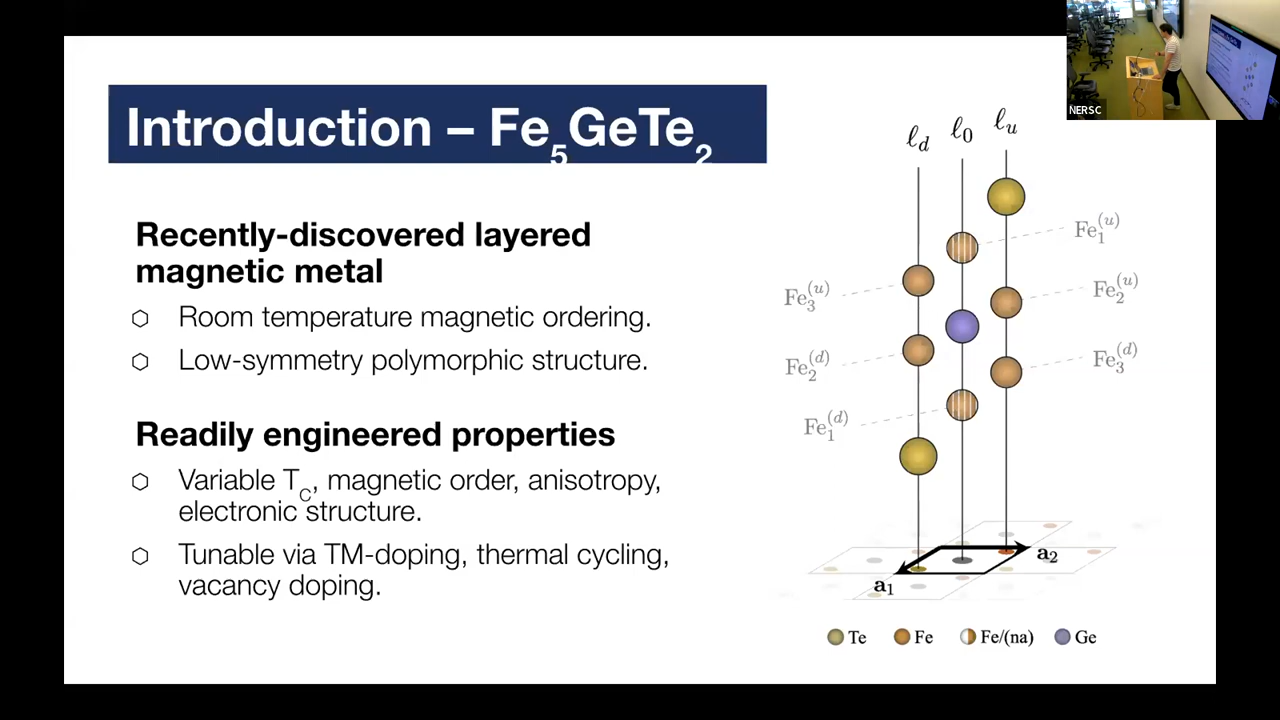 Introduction – Fe5GeTe2
NERSC
Recently-discovered layered
magnetic metal
Room temperature magnetic ordering.
Low-symmetry polymorphic structure.
Readily engineered properties
Variable TC, magnetic order, anisotropy,
electronic structure.
Tunable via TM-doping, thermal cycling,
vacancy doping.
ℓd ℓ0 ℓu
Fe1(u)
Fe3(u)
Fe2(u)
Fe2(d)
Fe3(d)
Fe1(d)
a2
a1
Te Fe Fe/(na) Ge